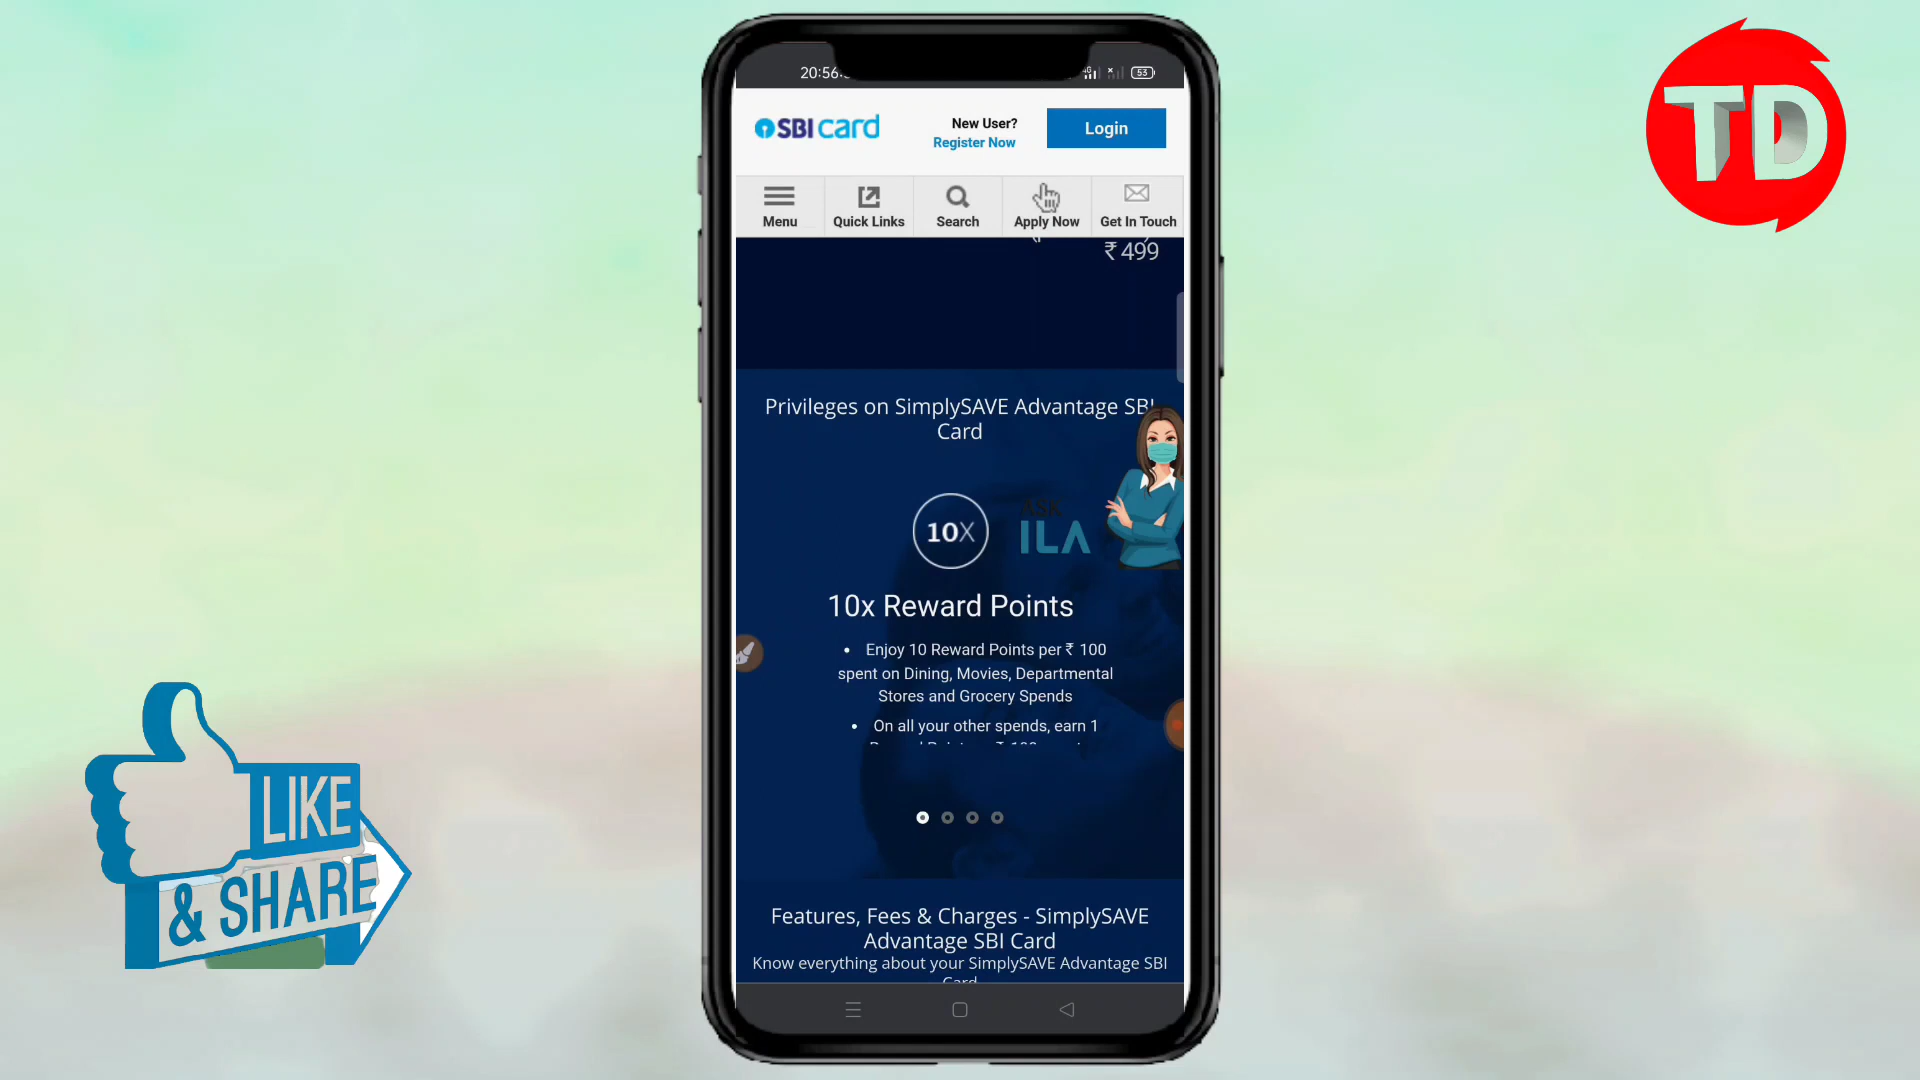 20:56
53
SBI card
New User?
Register Now
Login
Menu
Quick Links
Search
Apply Now
Get In Touch
₹ 499
Privileges on SimplySAVE Advantage SBI
Card
10X
ASK
ILA
10x Reward Points
• Enjoy 10 Reward Points per ₹ 100
spent on Dining, Movies, Departmental
Stores and Grocery Spends
• On all your other spends, earn 1
Features, Fees & Charges - SimplySAVE
Advantage SBI Card
Know everything about your SimplySAVE Advantage SBI
Card
TD
LIKE
& SHARE